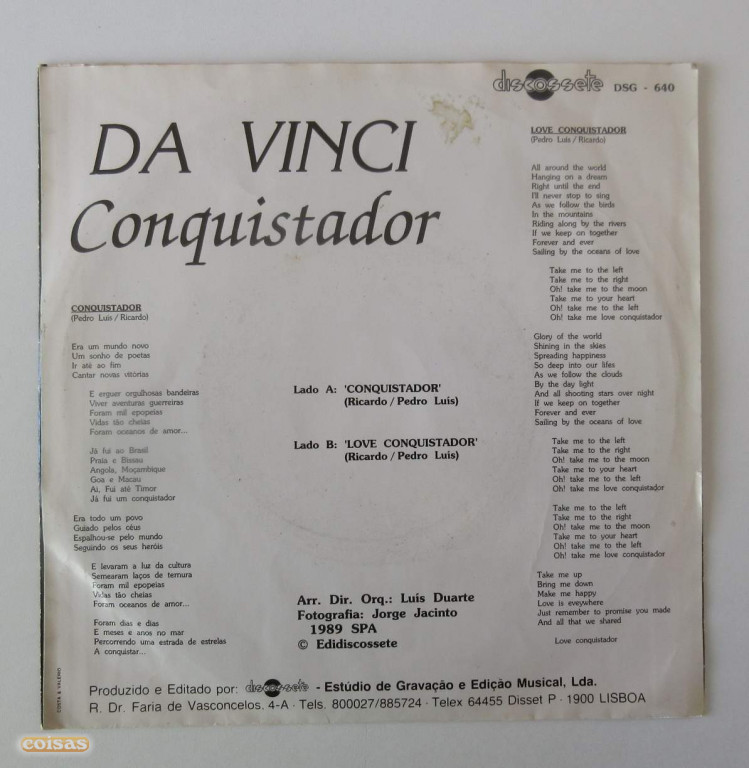 discossete DSG - 640
DA VINCI
Conquistador
CONQUISTADOR
(Pedro Luis / Ricardo)
Era um mundo novo
Um sonho de poetas
Ir até ao fim
Cantar novas vitórias
E erguer orgulhosas bandeiras
Viver aventuras guerreiras
Foram mil epopeias
Vidas tão cheias
Foram oceanos de amor...
Já fui ao Brasil
Praia e Bissau
Angola, Moçambique
Goa e Macau
Ai, Fui até Timor
Já fui um conquistador
Era todo um povo
Guiado pelos céus
Espalhou-se pelo mundo
Seguindo os seus heróis
E levaram a luz da cultura
Semearam laços de ternura
Foram mil epopeias
Vidas tão cheias
Foram oceanos de amor...
Foram dias e dias
E meses e anos no mar
Percorrendo uma estrada de estrelas
A conquistar...
Lado A: 'CONQUISTADOR'
(Ricardo / Pedro Luis)
Lado B: 'LOVE CONQUISTADOR'
(Ricardo / Pedro Luis)
Arr. Dir. Orq.: Luis Duarte
Fotografia: Jorge Jacinto
1989 SPA
© Edidiscossete
LOVE CONQUISTADOR
(Pedro Luis / Ricardo)
All around the world
Hanging on a dream
Right until the end
I'll never stop to sing
As we follow the birds
In the mountains
Riding along by the rivers
If we keep on together
Forever and ever
Sailing by the oceans of love
Take me to the left
Take me to the right
Oh! take me to the moon
Take me to your heart
Oh! take me to the left
Oh! take me love conquistador
Glory of the world
Shining in the skies
Spreading happiness
So deep into our lifes
As we follow the clouds
By the day light
And all shooting stars over night
If we keep on together
Forever and ever
Sailing by the oceans of love
Take me to the left
Take me to the right
Oh! take me to the moon
Take me to your heart
Oh! take me to the left
Oh! take me love conquistador
Take me to the left
Take me to the right
Oh! take me to the moon
Take me to your heart
Oh! take me to the left
Oh! take me love conquistador
Take me up
Bring me down
Make me happy
Love is eveywhere
Just remember to promise you made
And all that we shared
Love conquistador
COSTA & VALERIO
Produzido e Editado por: discossete - Estúdio de Gravação e Edição Musical, Lda.
R. Dr. Faria de Vasconcelos. 4-A · Tels. 800027/885724 · Telex 64455 Disset P · 1900 LISBOA
coisas